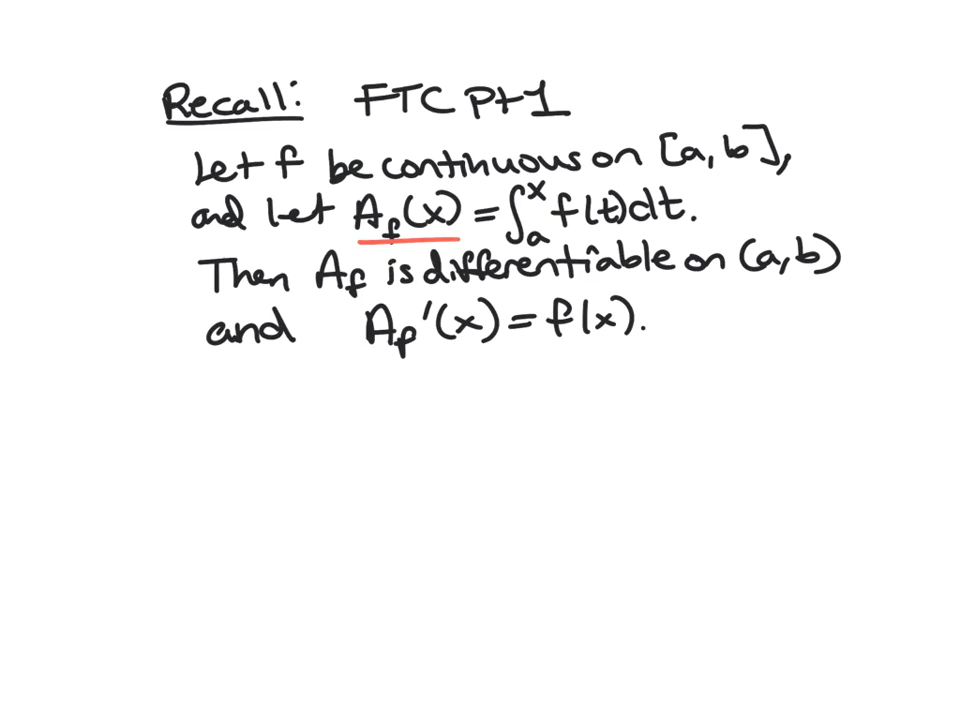 Recall: FTC Pt 1
Let f be continuous on [a, b],
and let A_f(x) = ∫_a^x f(t)dt.
Then A_f is differentiable on (a, b)
and A_f'(x) = f(x).